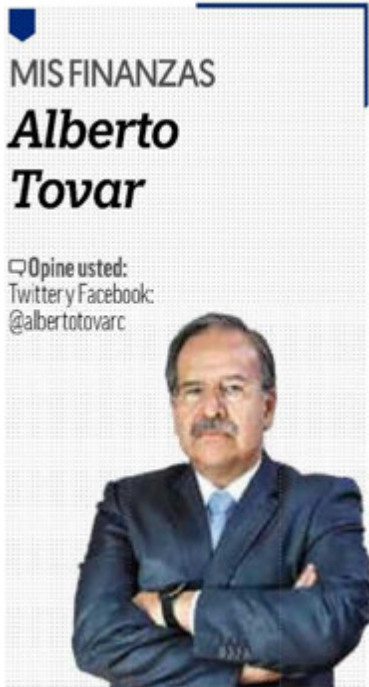 MIS FINANZAS
Alberto
Tovar
Opine usted:
Twitter y Facebook:
@albertotovarc